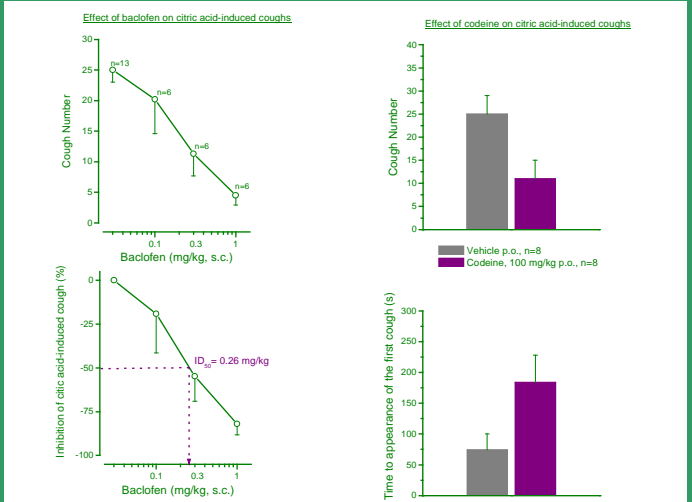 Effect of baclofen on citric acid-induced coughs
30
25
20
15
10
5
0
Cough Number
n=13
n=6
n=6
n=6
0.1
0.3
1
Baclofen (mg/kg, s.c.)
Effect of codeine on citric acid-induced coughs
40
35
30
25
20
15
10
5
0
Cough Number
Vehicle p.o., n=8
Codeine, 100 mg/kg p.o., n=8
0
-25
-50
-75
-100
Inhibition of citic acid-induced cough (%)
ID50= 0.26 mg/kg
0.1
0.3
1
Baclofen (mg/kg, s.c.)
300
250
200
150
100
50
0
Time to appearance of the first cough (s)